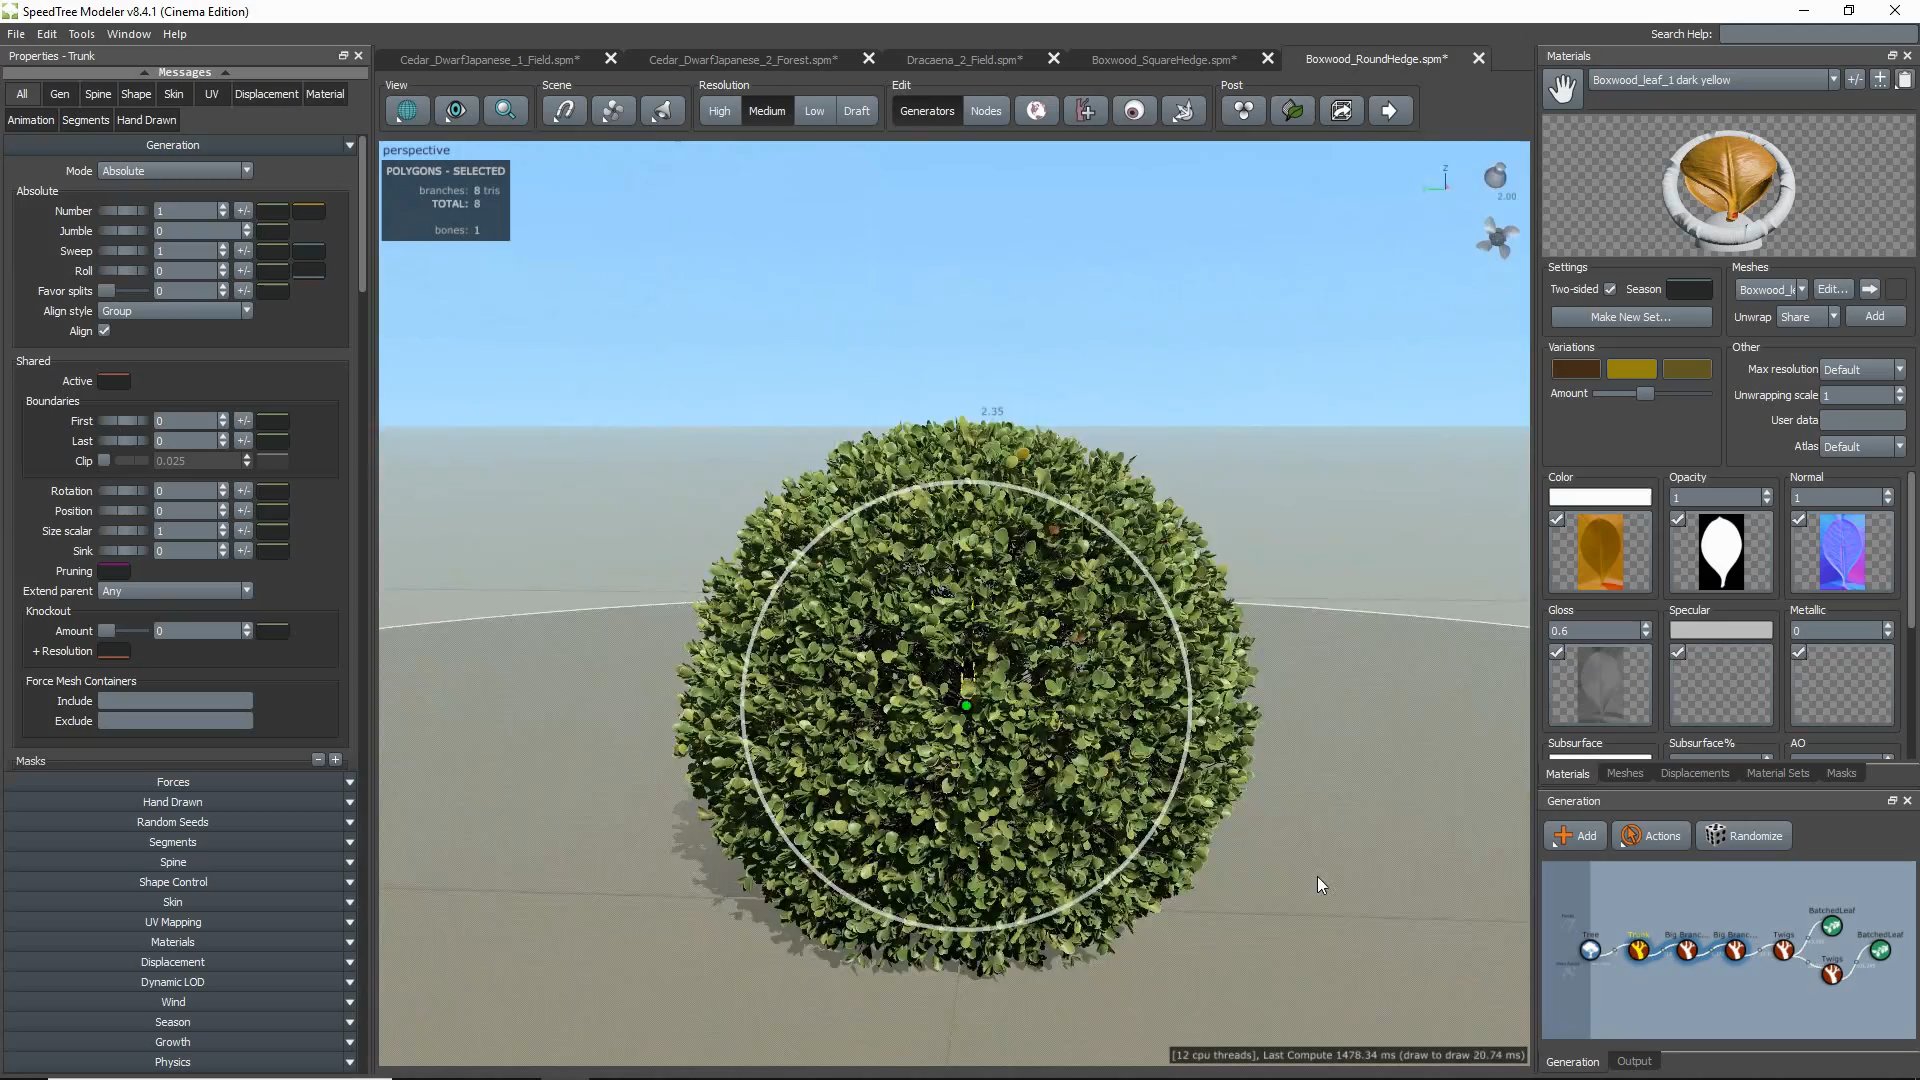 SpeedTree Modeler v8.4.1 (Cinema Edition)
File Edit Tools Window Help
Search Help:
Properties - Trunk
Messages
All Gen Spine Shape Skin UV Displacement Material
Animation Segments Hand Drawn
Generation
Mode Absolute
Absolute
Number 1 +/-
Jumble 0
Sweep 1 +/-
Roll 0 +/-
Favor splits 0 +/-
Align style Group
Align
Shared
Active
Boundaries
First 0 +/-
Last 0 +/-
Clip 0.025
Rotation 0 +/-
Position 0 +/-
Size scalar 1 +/-
Sink 0 +/-
Pruning
Extend parent Any
Knockout
Amount 0
+ Resolution
Force Mesh Containers
Include
Exclude
Masks
Forces
Hand Drawn
Random Seeds
Segments
Spine
Shape Control
Skin
UV Mapping
Materials
Displacement
Dynamic LOD
Wind
Season
Growth
Physics
Cedar_DwarfJapanese_1_Field.spm* Cedar_DwarfJapanese_2_Forest.spm* Dracaena_2_Field.spm* Boxwood_SquareHedge.spm* Boxwood_RoundHedge.spm*
View Scene Resolution Edit Post
High Medium Low Draft Generators Nodes
perspective
POLYGONS - SELECTED
branches: 8 tris
TOTAL: 8
bones: 1
z
2.00
2.35
[12 cpu threads], Last Compute 1478.34 ms (draw to draw 20.74 ms)
Materials
Boxwood_leaf_1 dark yellow +/-
Settings Meshes
Two-sided Season Boxwood_le Edit...
Make New Set... Unwrap Share Add
Variations Other
Max resolution Default
Amount Unwrapping scale 1
User data
Atlas Default
Color Opacity Normal
1 1
Gloss Specular Metallic
0.6 0
Subsurface Subsurface% AO
Materials Meshes Displacements Material Sets Masks
Generation
Add Actions Randomize
BatchedLeaf
Tree Trunk Big Branc... Big Branc... Twigs BatchedLeaf
Twigs
Generation Output